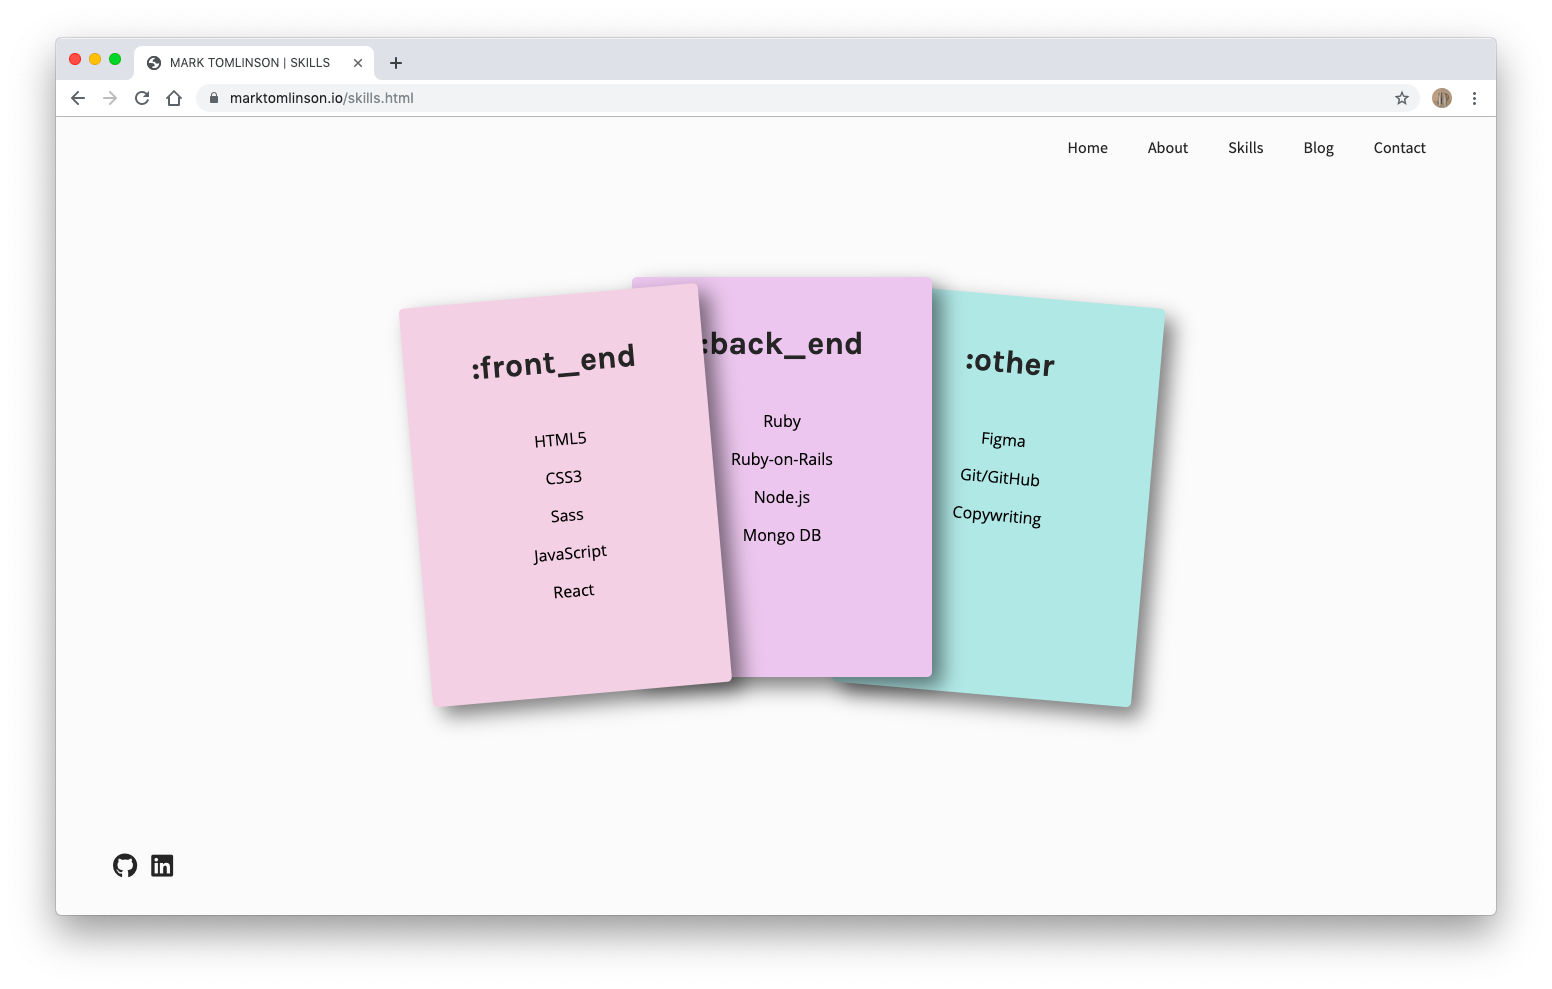 MARK TOMLINSON | SKILLS
marktomlinson.io/skills.html
Home About Skills Blog Contact
:front_end
HTML5
CSS3
Sass
JavaScript
React
:back_end
Ruby
Ruby-on-Rails
Node.js
Mongo DB
:other
Figma
Git/GitHub
Copywriting
in